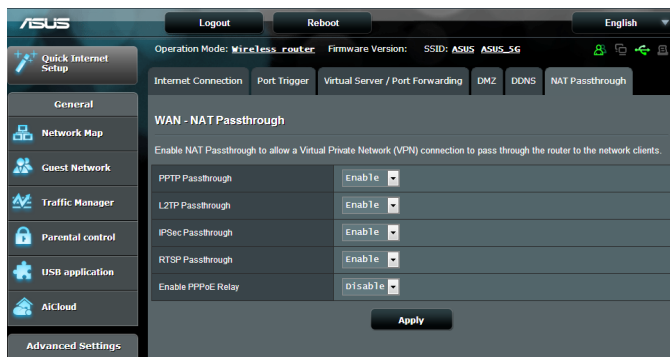 ASUS
Logout
Reboot
English
Quick Internet Setup
Operation Mode: Wireless router Firmware Version: SSID: ASUS ASUS_5G
Internet Connection
Port Trigger
Virtual Server / Port Forwarding
DMZ
DDNS
NAT Passthrough
General
Network Map
Guest Network
Traffic Manager
Parental control
USB application
AiCloud
Advanced Settings
WAN - NAT Passthrough
Enable NAT Passthrough to allow a Virtual Private Network (VPN) connection to pass through the router to the network clients.
PPTP Passthrough Enable
L2TP Passthrough Enable
IPSec Passthrough Enable
RTSP Passthrough Enable
Enable PPPoE Relay Disable
Apply